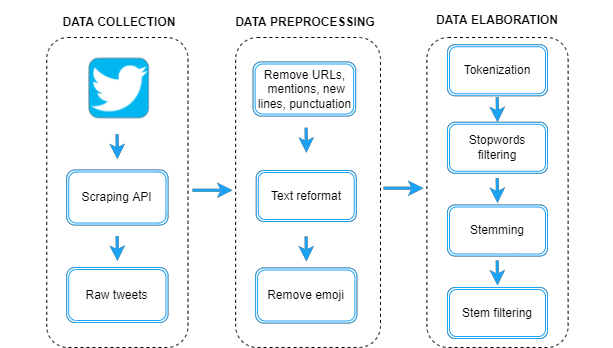 DATA COLLECTION
Scraping API
Raw tweets
DATA PREPROCESSING
Remove URLs,
mentions, new
lines, punctuation
Text reformat
Remove emoji
DATA ELABORATION
Tokenization
Stopwords
filtering
Stemming
Stem filtering